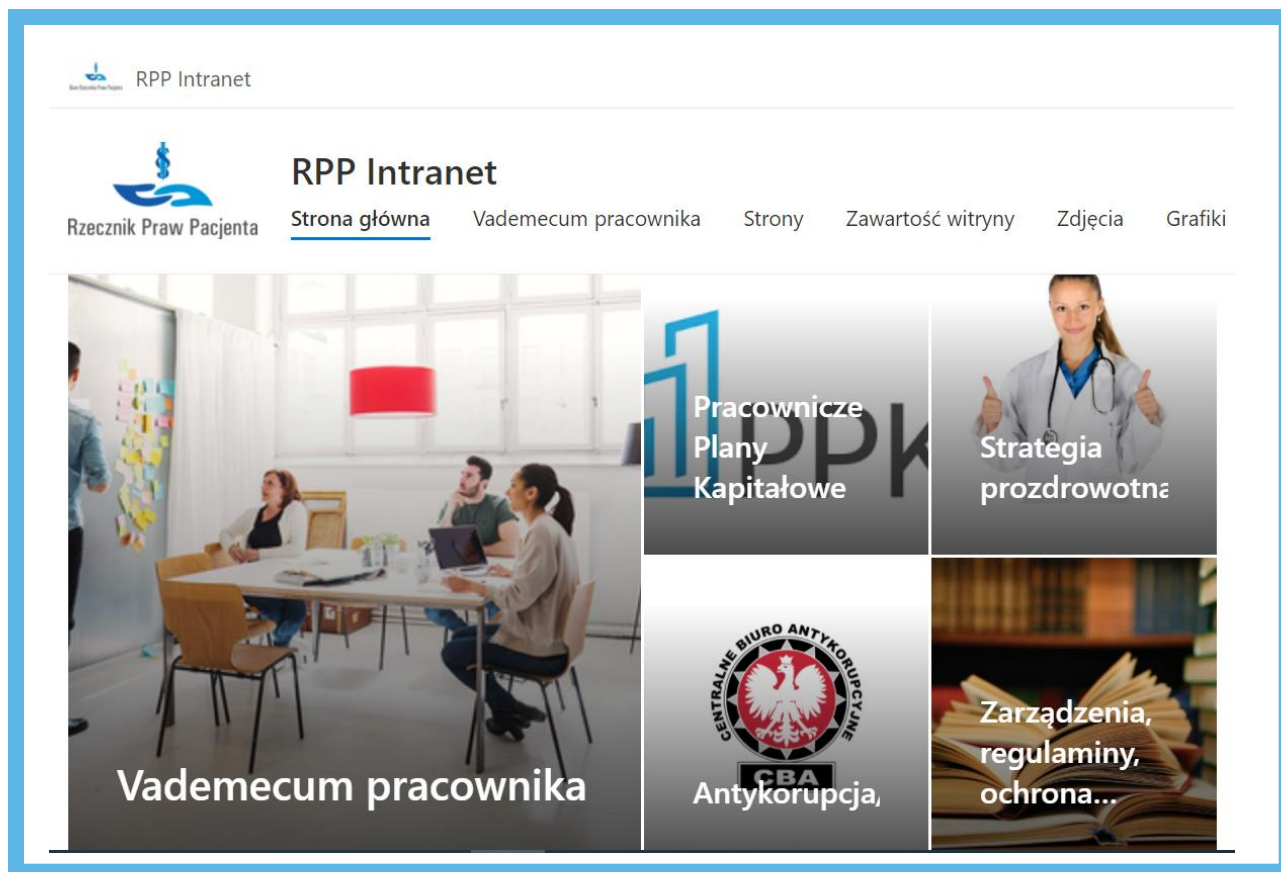 RPP Intranet
RPP Intranet
Rzecznik Praw Pacjenta
Strona główna Vademecum pracownika Strony Zawartość witryny Zdjęcia Grafiki
Vademecum pracownika
PPK
Pracownicze
Plany
Kapitałowe
Strategia
prozdrowotna
CENTRALNE BIURO ANTYKORUPCYJNE
CBA
Antykorupcja,
Zarządzenia,
regulaminy,
ochrona...